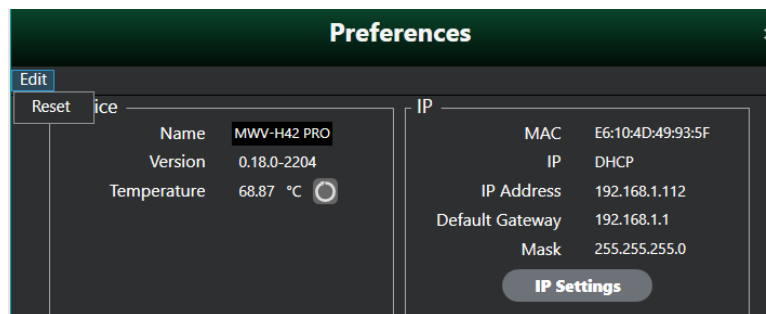 Preferences
Edit
Reset
ice
Name MWV-H42 PRO
Version 0.18.0-2204
Temperature 68.87 °C
IP
MAC E6:10:4D:49:93:5F
IP DHCP
IP Address 192.168.1.112
Default Gateway 192.168.1.1
Mask 255.255.255.0
IP Settings